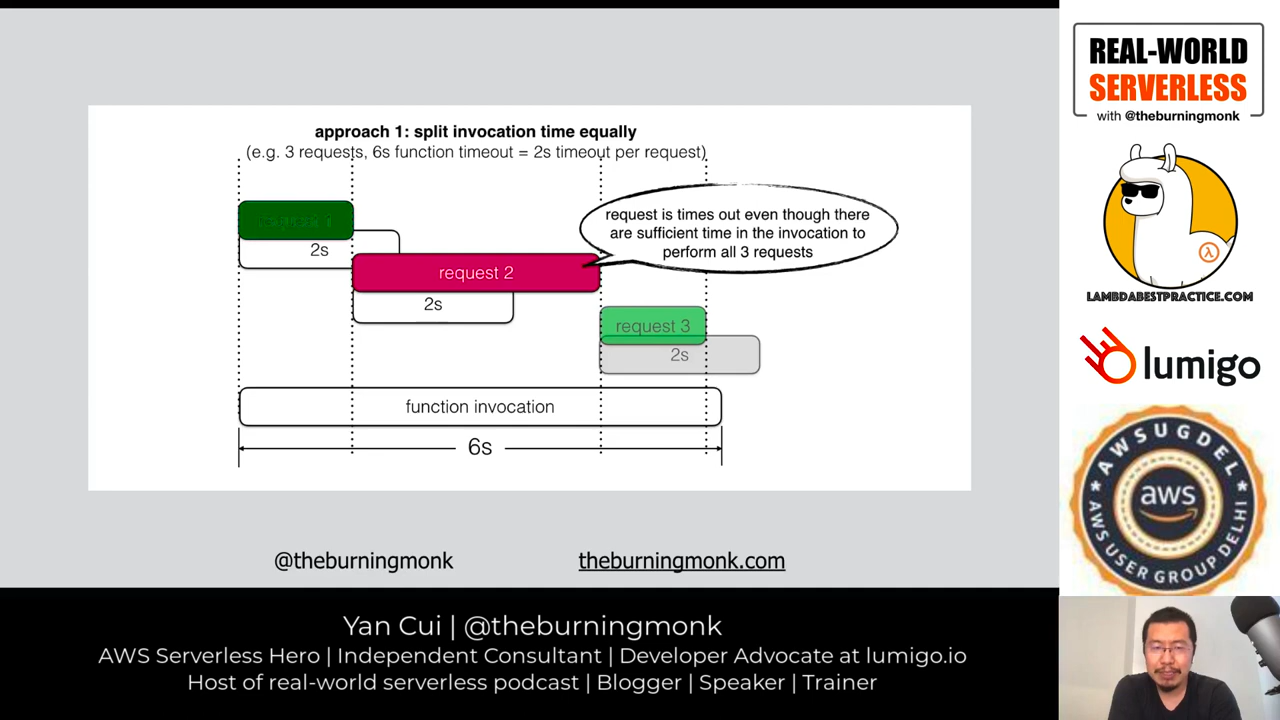 approach 1: split invocation time equally
(e.g. 3 requests, 6s function timeout = 2s timeout per request)
request 1
2s
request is times out even though there
are sufficient time in the invocation to
perform all 3 requests
request 2
2s
request 3
2s
function invocation
6s
@theburningmonk
theburningmonk.com
Yan Cui | @theburningmonk
AWS Serverless Hero | Independent Consultant | Developer Advocate at lumigo.io
Host of real-world serverless podcast | Blogger | Speaker | Trainer
REAL-WORLD
SERVERLESS
with @theburningmonk
λ
LAMBDABESTPRACTICE.COM
lumigo
AWSUGDEL
aws
AWS USER GROUP DELHI